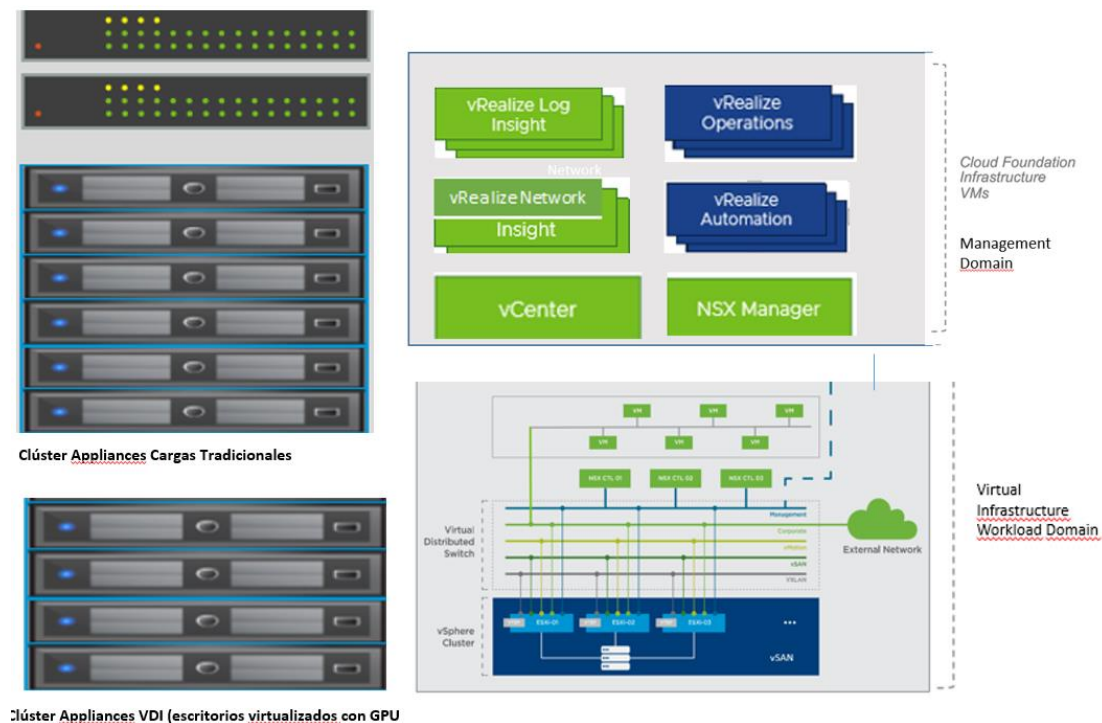 vRealize Log
Insight
vRealize
Operations
Network
vRealize Network
Insight
vRealize
Automation
vCenter
NSX Manager
Cloud Foundation
Infrastructure
VMs
Management
Domain
Clúster Appliances Cargas Tradicionales
VM
VM
VM
VM
VM
VM
NSX CTL 01
NSX CTL 02
NSX CTL 03
Management
Corporate
vMotion
vSAN
VXLAN
Virtual
Distributed
Switch
External Network
Virtual
Infrastructure
Workload Domain
vSphere
Cluster
VTEP
ESXi-01
VTEP
ESXi-02
VTEP
ESXi-03
...
vSAN
Clúster Appliances VDI (escritorios virtualizados con GPU